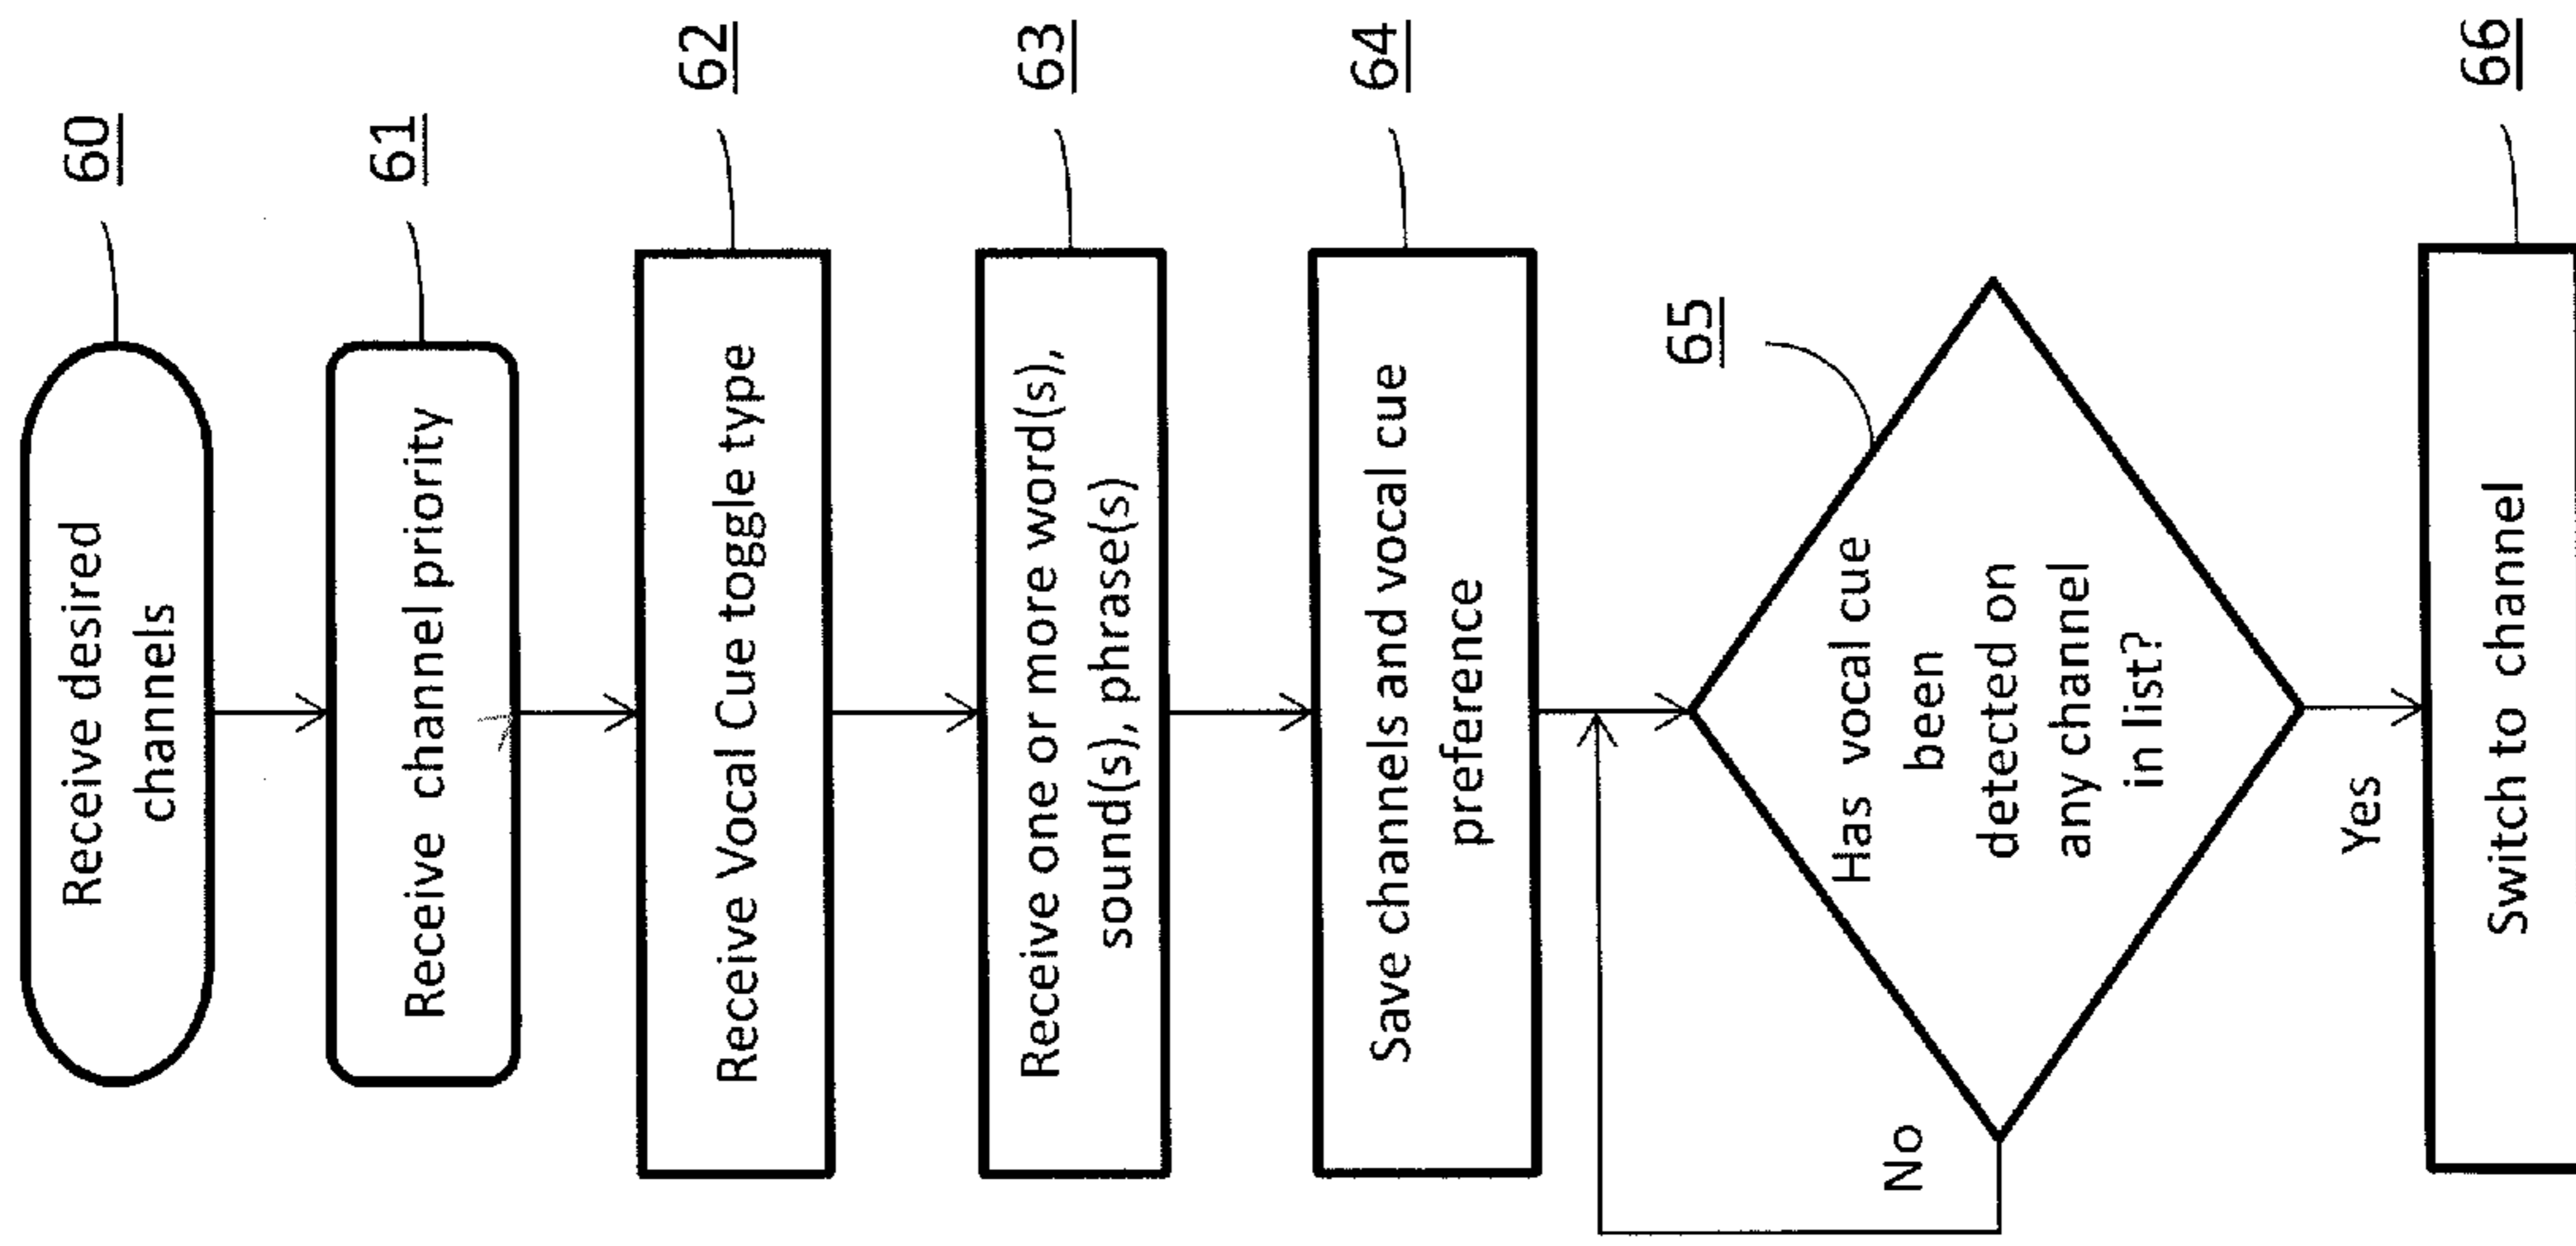 Receive desired
channels
60
Receive channel priority
61
Receive Vocal Cue toggle type
62
Receive one or more word(s),
sound(s), phrase(s)
63
Save channels and vocal cue
preference
64
Has vocal cue
been
detected on
any channel
in list?
65
No
Yes
Switch to channel
66